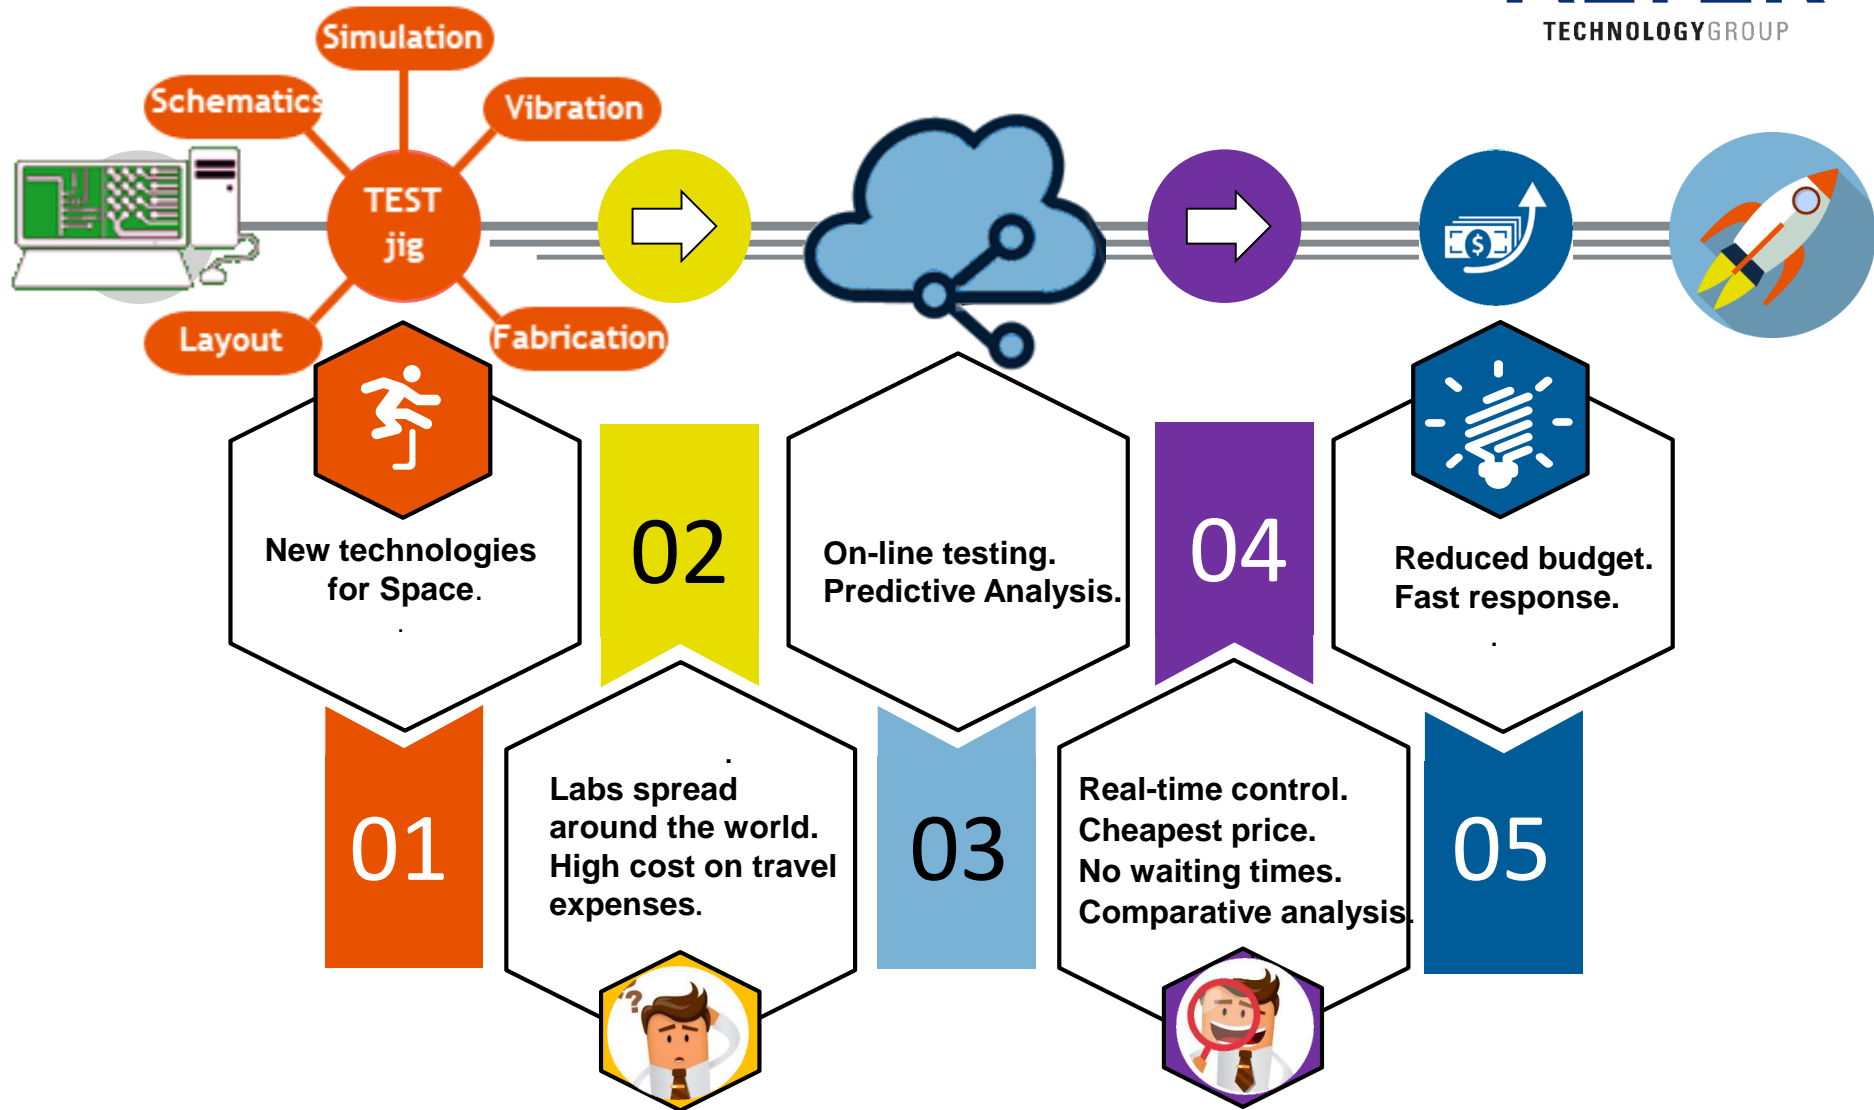 TECHNOLOGYGROUP
Simulation
Schematics
Vibration
TEST
jig
Layout
Fabrication
New technologies
for Space.
.
02
On-line testing.
Predictive Analysis.
04
Reduced budget.
Fast response.
.
01
.
Labs spread
around the world.
High cost on travel
expenses.
03
Real-time control.
Cheapest price.
No waiting times.
Comparative analysis.
05